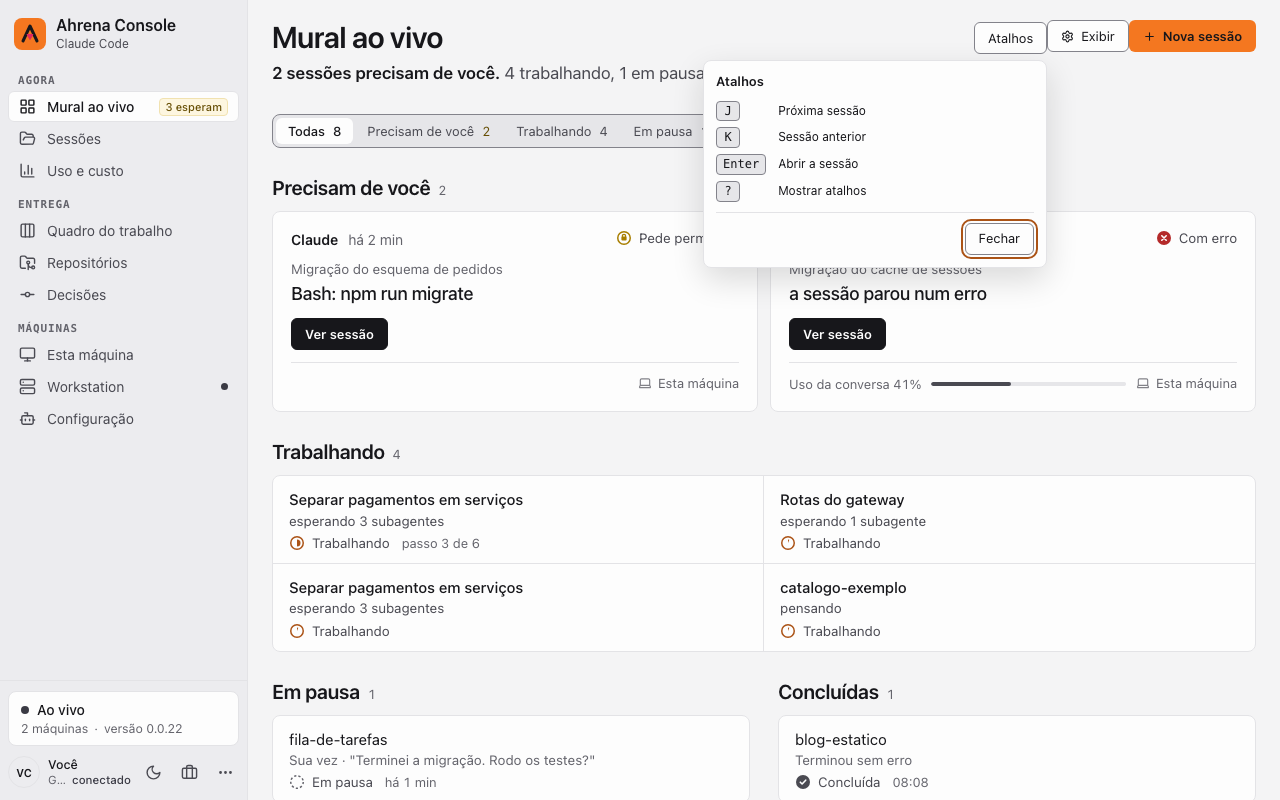 Ahrena Console
Claude Code
AGORA
Mural ao vivo 3 esperam
Sessões
Uso e custo
ENTREGA
Quadro do trabalho
Repositórios
Decisões
MÁQUINAS
Esta máquina
Workstation
Configuração
Ao vivo
2 máquinas · versão 0.0.22
VC
Você
G... conectado
Mural ao vivo
Atalhos
Exibir
+ Nova sessão
2 sessões precisam de você. 4 trabalhando, 1 em pausa
Todas 8 Precisam de você 2 Trabalhando 4 Em pausa
Atalhos
J Próxima sessão
K Sessão anterior
Enter Abrir a sessão
? Mostrar atalhos
Fechar
Precisam de você 2
Claude há 2 min Pede perm
Migração do esquema de pedidos
Bash: npm run migrate
Ver sessão
Esta máquina
Com erro
Migração do cache de sessões
a sessão parou num erro
Ver sessão
Uso da conversa 41% Esta máquina
Trabalhando 4
Separar pagamentos em serviços
esperando 3 subagentes
Trabalhando passo 3 de 6
Rotas do gateway
esperando 1 subagente
Trabalhando
Separar pagamentos em serviços
esperando 3 subagentes
Trabalhando
catalogo-exemplo
pensando
Trabalhando
Em pausa 1
fila-de-tarefas
Sua vez · "Terminei a migração. Rodo os testes?"
Em pausa há 1 min
Concluídas 1
blog-estatico
Terminou sem erro
Concluída 08:08